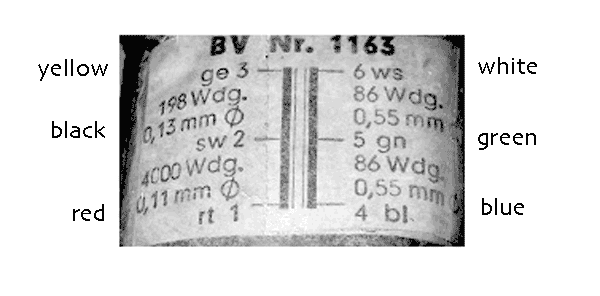 BV Nr. 1163
yellow
ge 3
6 ws
white
198 Wdg.
86 Wdg.
0,13 mm Ø
0,55 mm
black
sw 2
5 gn
green
4000 Wdg.
86 Wdg.
0,11 mm Ø
0,55 mm Ø
red
rt 1
4 bl.
blue